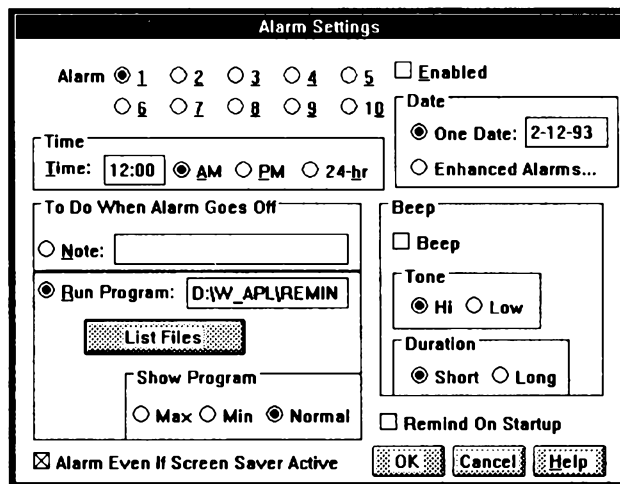 Alarm Settings
Alarm 1 2 3 4 5
6 7 8 9 10
Enabled
Date
One Date: 2-12-93
Enhanced Alarms...
Time
Time: 12:00 AM PM 24-hr
To Do When Alarm Goes Off
Note:
Run Program: D:\W_APL\REMIN
List Files
Show Program
Max Min Normal
Beep
Beep
Tone
Hi Low
Duration
Short Long
Remind On Startup
Alarm Even If Screen Saver Active
OK Cancel Help